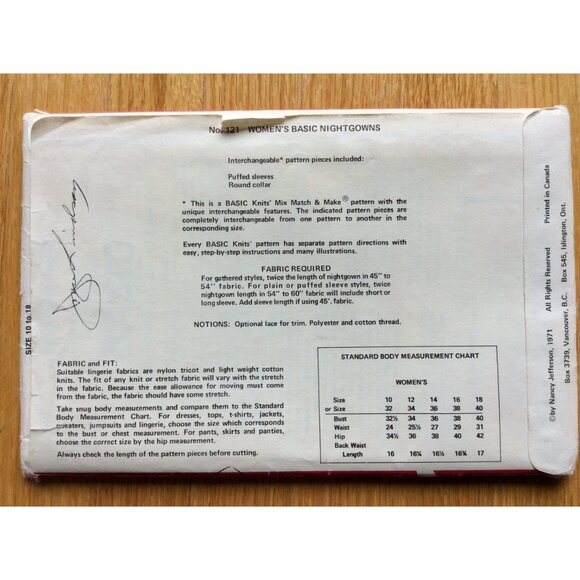 No. 121 WOMEN'S BASIC NIGHTGOWNS
Interchangeable* pattern pieces included:
Puffed sleeves
Round collar
* This is a BASIC Knits' Mix Match & Make® pattern with the
unique interchangeable features. The indicated pattern pieces are
completely interchangeable from one pattern to another in the
corresponding size.
Every BASIC Knits' pattern has separate pattern directions with
easy, step-by-step instructions and many illustrations.
FABRIC REQUIRED
For gathered styles, twice the length of nightgown in 45"
to 54" fabric. For plain or puffed sleeve styles, twice
nightgown length in 54" to 60" fabric will include short or
long sleeve. Add sleeve length if using 45'. fabric.
NOTIONS: Optional lace for trim. Polyester and cotton thread.
SIZE 10 to 18
Lindsay
FABRIC and FIT:
Suitable lingerie fabrics are nylon tricot and light weight cotton
knits. The fit of any knit or stretch fabric will vary with the stretch
in the fabric. Because the ease allowance for moving must come
from the fabric, the fabric should have some stretch.
Take snug body measurements and compare them to the Standard
Body Measurement Chart. For dresses, tops, t-shirts, jackets,
sweaters, jumpsuits and lingerie, choose the size which corresponds
to the bust or chest measurement. For pants, skirts and panties,
choose the correct size by the hip measurement.
Always check the length of the pattern pieces before cutting.
STANDARD BODY MEASUREMENT CHART
WOMEN'S
Size 10 12 14 16 18
or Size 32 34 36 38 40
Bust 32½ 34 36 38 40
Waist 24 25½ 27 29 31
Hip 34½ 36 38 40 42
Back Waist
Length 16 16¼ 16½ 16¾ 17
©by Nancy Jefferson, 1971 All Rights Reserved Printed in Canada
Box 3739, Vancouver, B.C. Box 545, Islington, Ont.